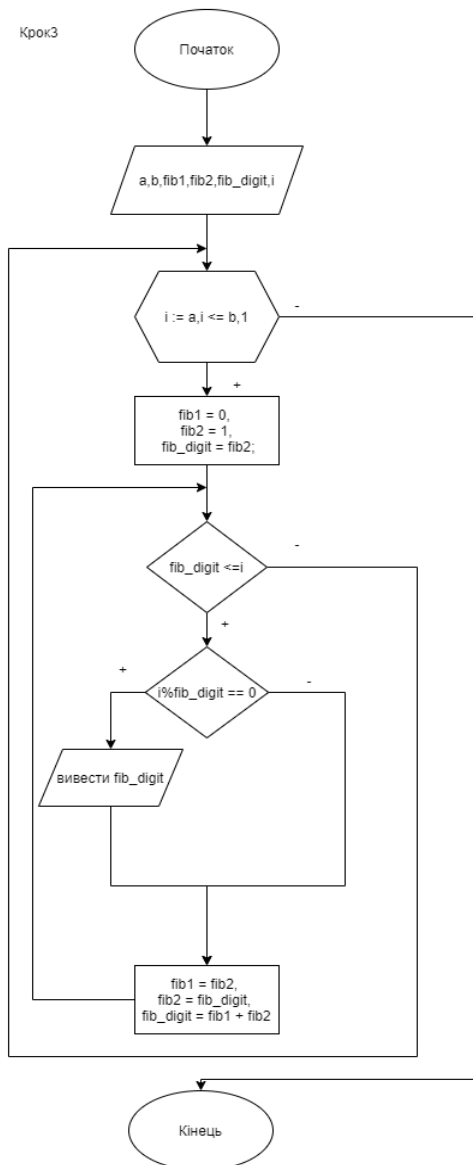 Крок3
Початок
a,b,fib1,fib2,fib_digit,i
i := a,i <= b,1
-
+
fib1 = 0,
fib2 = 1,
fib_digit = fib2;
fib_digit <=i
-
+
i%fib_digit == 0
+
-
вивести fib_digit
fib1 = fib2,
fib2 = fib_digit,
fib_digit = fib1 + fib2
Кінець